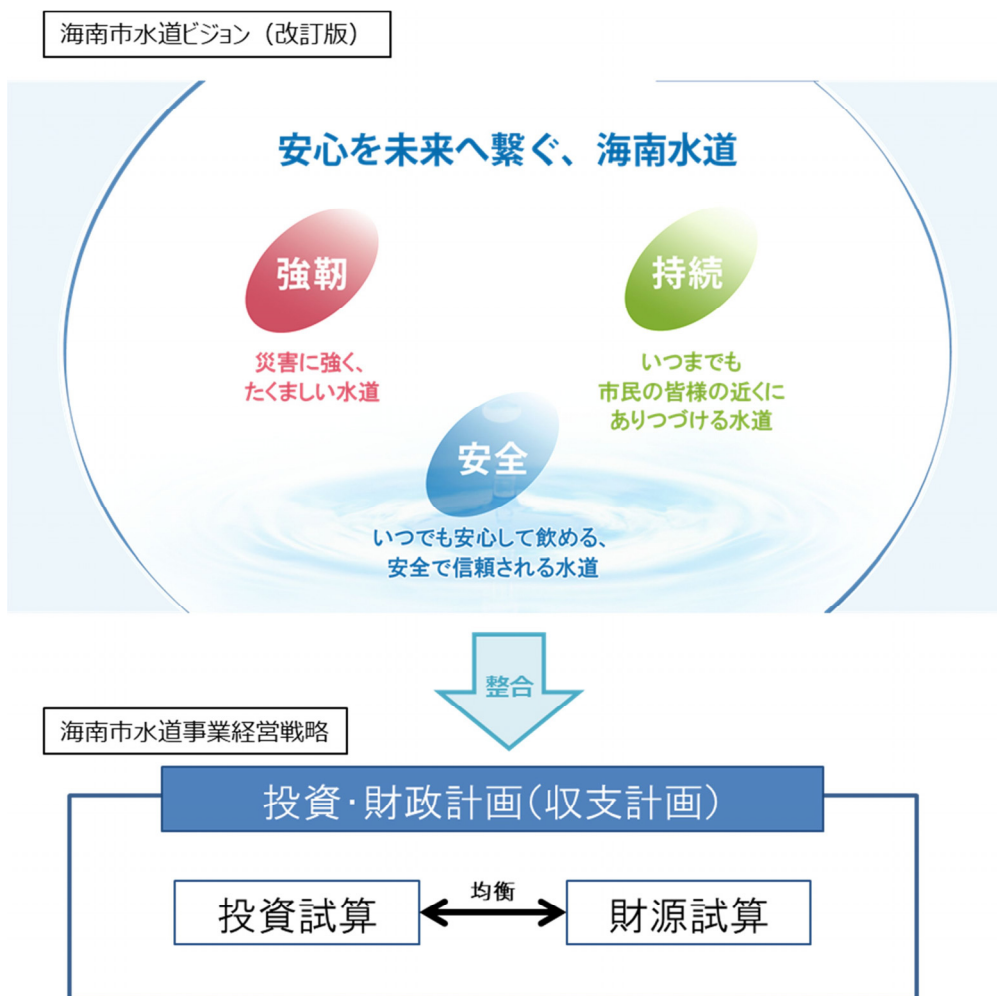 海南市水道ビジョン（改訂版）
安心を未来へ繋ぐ、海南水道
強靭
災害に強く、
たくましい水道
持続
いつまでも
市民の皆様の近くに
ありつづける水道
安全
いつでも安心して飲める、
安全で信頼される水道
整合
海南市水道事業経営戦略
投資・財政計画（収支計画）
投資試算
均衡
財源試算